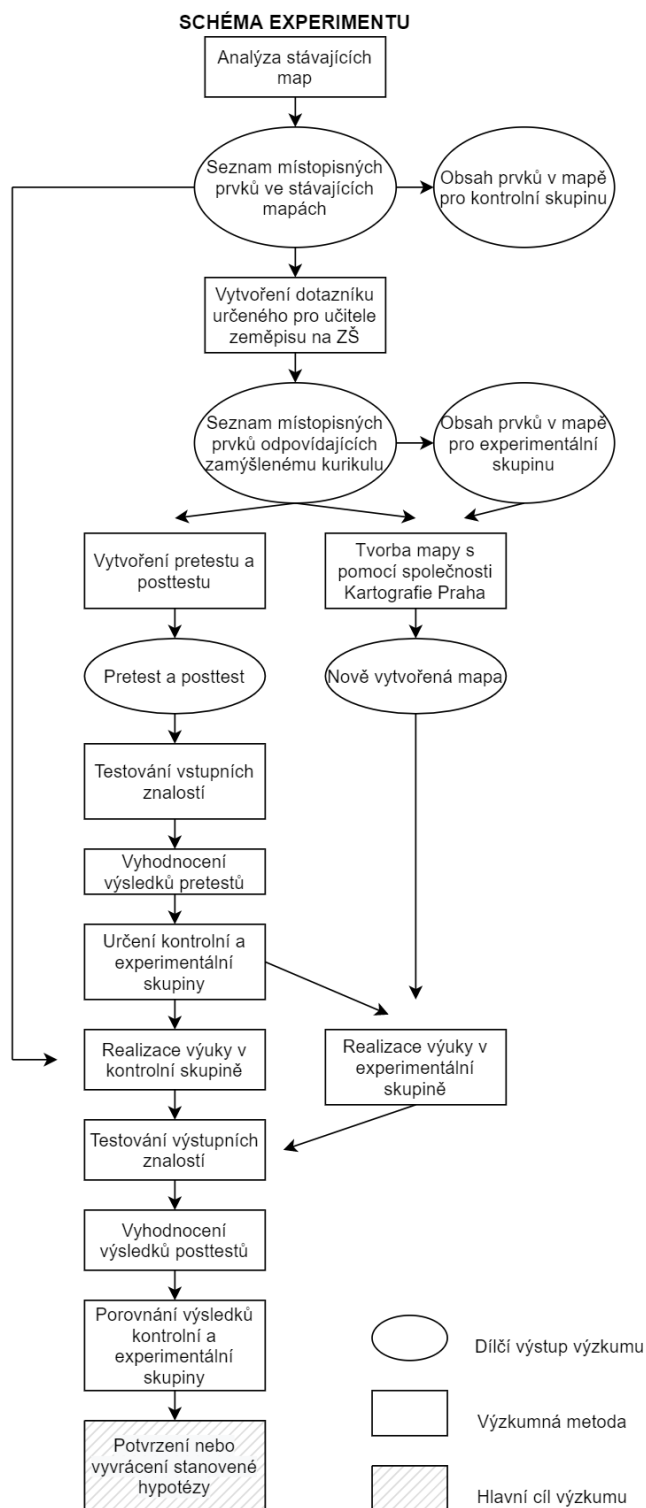 SCHÉMA EXPERIMENTU
Analýza stávajících
map
Seznam místopisných
prvků ve stávajících
mapách
Obsah prvků v mapě
pro kontrolní skupinu
Vytvoření dotazníku
určeného pro učitele
zeměpisu na ZŠ
Seznam místopisných
prvků odpovídajících
zamýšlenému kurikulu
Obsah prvků v mapě
pro experimentální
skupinu
Vytvoření pretestu a
posttestu
Tvorba mapy s
pomocí společnosti
Kartografie Praha
Pretest a posttest
Nově vytvořená mapa
Testování vstupních
znalostí
Vyhodnocení
výsledků pretestů
Určení kontrolní a
experimentální
skupiny
Realizace výuky v
kontrolní skupině
Realizace výuky v
experimentální
skupině
Testování výstupních
znalostí
Vyhodnocení
výsledků posttestů
Porovnání výsledků
kontrolní a
experimentální
skupiny
Potvrzení nebo
vyvrácení stanovené
hypotézy
Dílčí výstup výzkumu
Výzkumná metoda
Hlavní cíl výzkumu